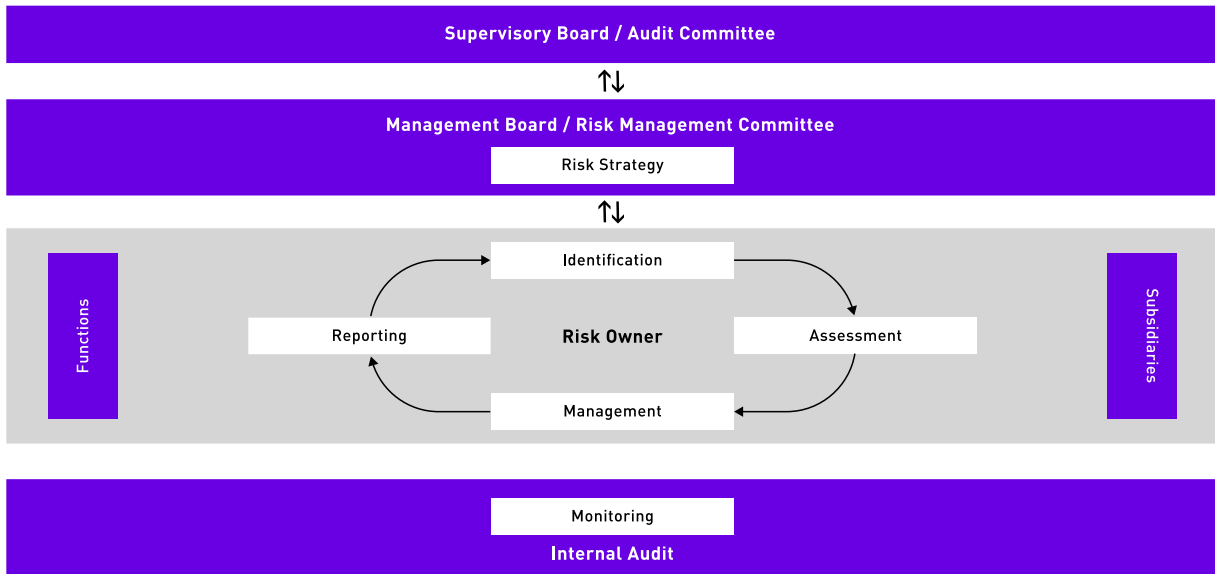 Supervisory Board / Audit Committee
Management Board / Risk Management Committee
Risk Strategy
Functions
Identification
Reporting
Risk Owner
Assessment
Management
Subsidiaries
Monitoring
Internal Audit